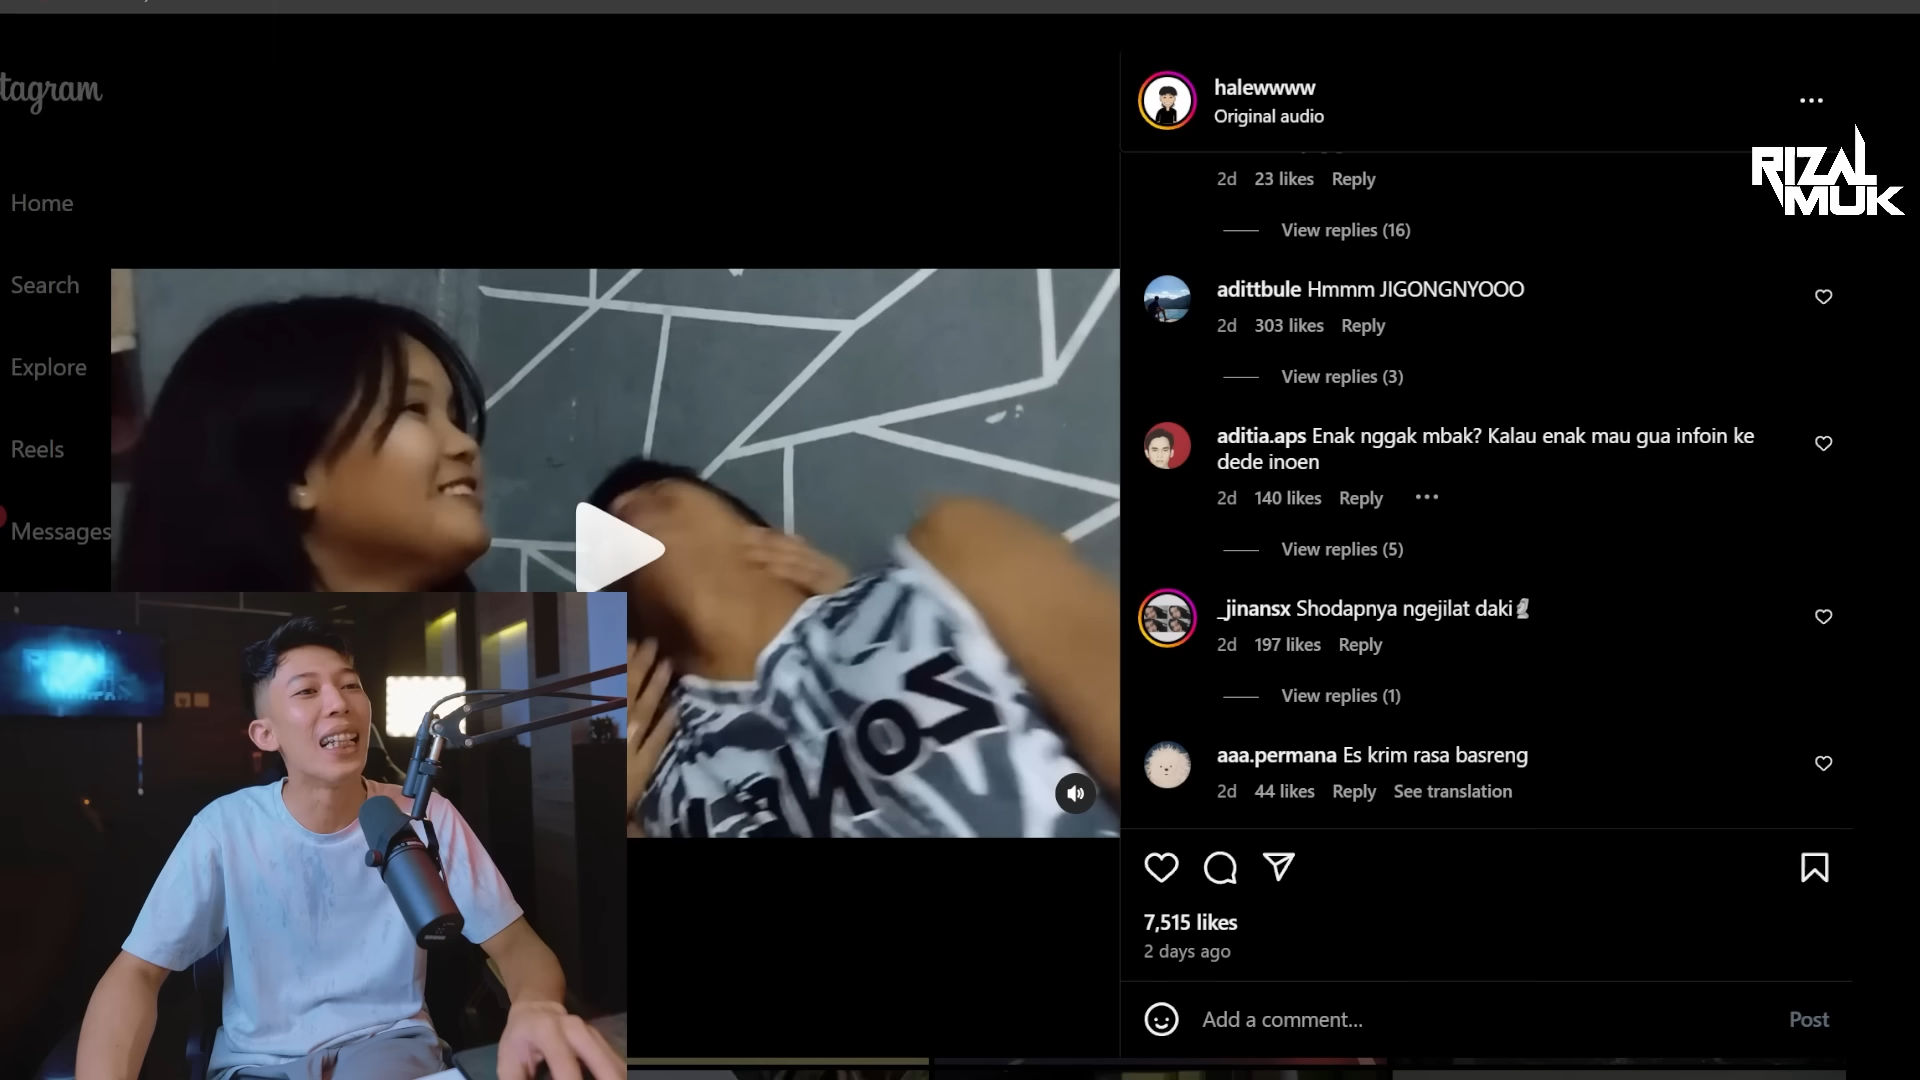 tagram
Home
Search
Explore
Reels
Messages
halewwww
Original audio
RIZAL
MUK
2d 23 likes Reply
View replies (16)
adittbule Hmmm JIGONGNYOOO
2d 303 likes Reply
View replies (3)
aditia.aps Enak nggak mbak? Kalau enak mau gua infoin ke
dede inoen
2d 140 likes Reply
View replies (5)
_jinansx Shodapnya ngejilat daki🗿
2d 197 likes Reply
View replies (1)
aaa.permana Es krim rasa basreng
2d 44 likes Reply See translation
7,515 likes
2 days ago
Add a comment...
Post